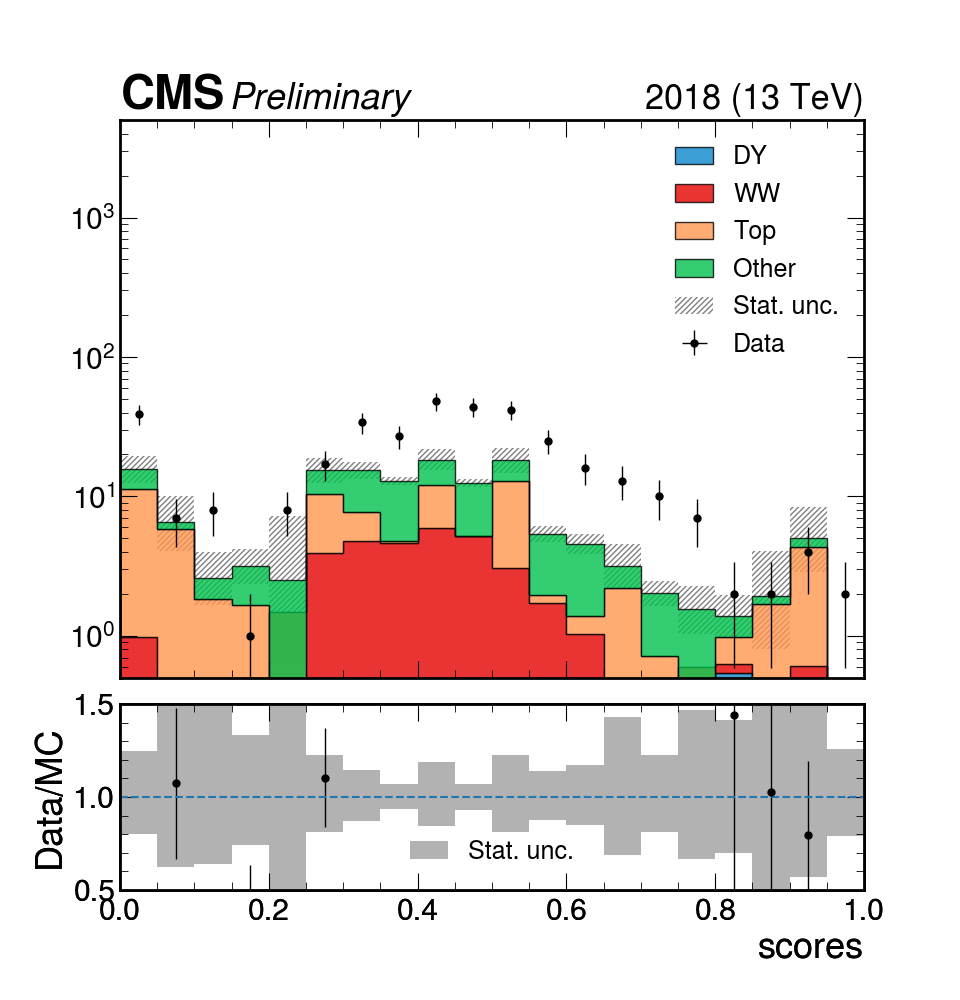 CMS Preliminary 2018 (13 TeV)
DY
WW
Top
Other
Stat. unc.
Data
10³
10²
10¹
10⁰
1.5
1.0
0.5
Data/MC
Stat. unc.
0.0 0.2 0.4 0.6 0.8 1.0
scores